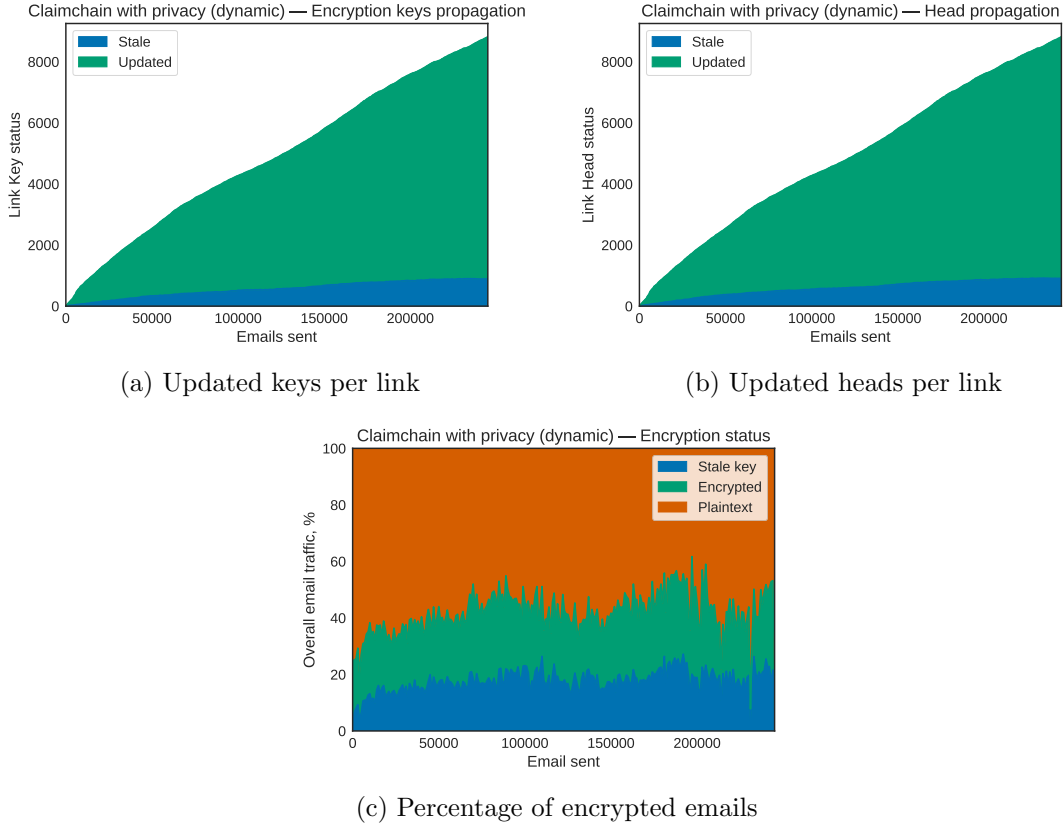 Claimchain with privacy (dynamic) — Encryption keys propagation
Stale
Updated
Link Key status
8000
6000
4000
2000
0
0 50000 100000 150000 200000
Emails sent
(a) Updated keys per link
Claimchain with privacy (dynamic) — Head propagation
Stale
Updated
Link Head status
8000
6000
4000
2000
0
0 50000 100000 150000 200000
Emails sent
(b) Updated heads per link
Claimchain with privacy (dynamic) — Encryption status
Stale key
Encrypted
Plaintext
Overall email traffic, %
100
80
60
40
20
0
0 50000 100000 150000 200000
Email sent
(c) Percentage of encrypted emails